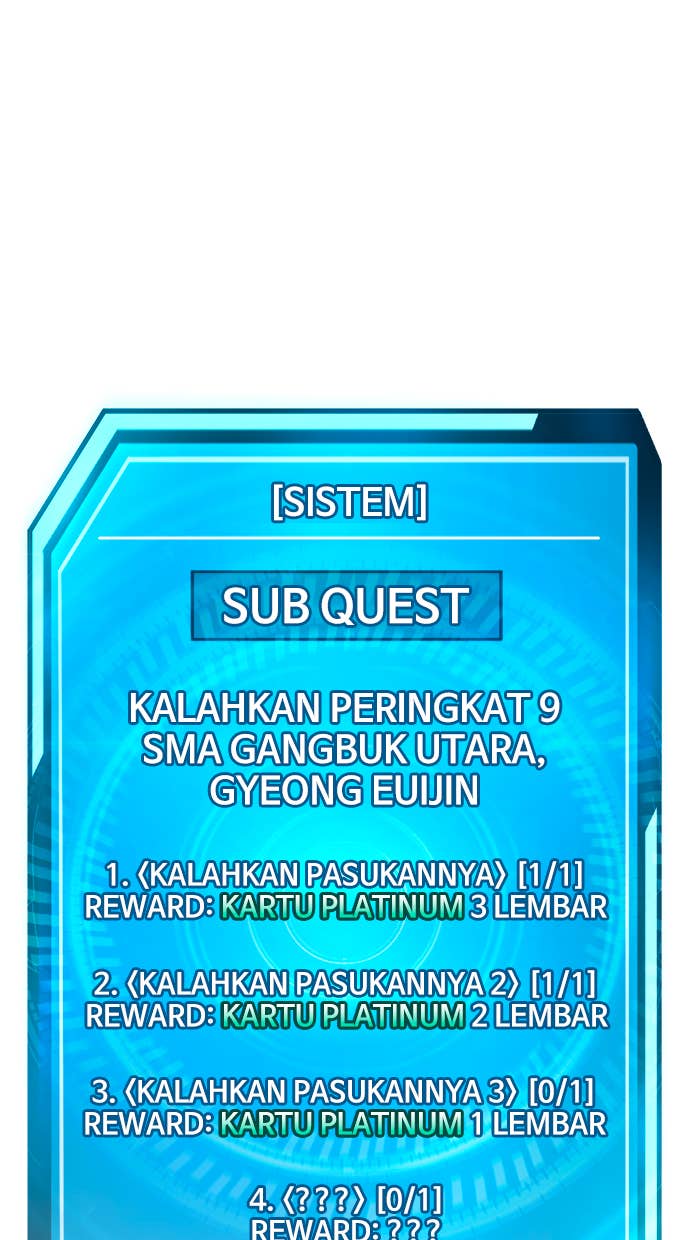 [SISTEM]
SUB QUEST
KALAHKAN PERINGKAT 9
SMA GANGBUK UTARA,
GYEONG EUIJIN
1. 〈KALAHKAN PASUKANNYA〉 [1/1]
REWARD: KARTU PLATINUM 3 LEMBAR
2. 〈KALAHKAN PASUKANNYA 2〉 [1/1]
REWARD: KARTU PLATINUM 2 LEMBAR
3. 〈KALAHKAN PASUKANNYA 3〉 [0/1]
REWARD: KARTU PLATINUM 1 LEMBAR
4. 〈???〉 [0/1]
REWARD: ???